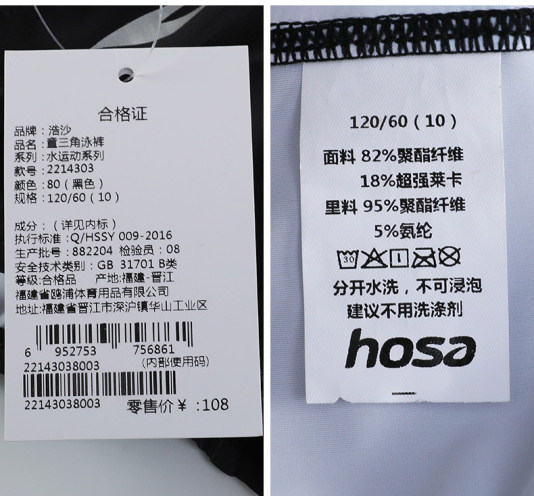 合格证
品牌：浩沙
品名：童三角泳裤
系列：水运动系列
款号：2214303
颜色：80（黑色）
规格：120/60（10）
成分：（详见内标）
执行标准:Q/HSSY 009-2016
生产批号：882204 检验员：08
安全技术类别：GB 31701 B类
等级:合格品 产地:福建-晋江
福建省鸥浦体育用品有限公司
地址:福建省晋江市深沪镇华山工业区
6 952753 756861
22143038003 (内部使用码)
22143038003 零售价￥:108
120/60（10）
面料 82%聚酯纤维
18%超强莱卡
里料 95%聚酯纤维
5%氨纶
30
分开水洗，不可浸泡
建议不用洗涤剂
hosa